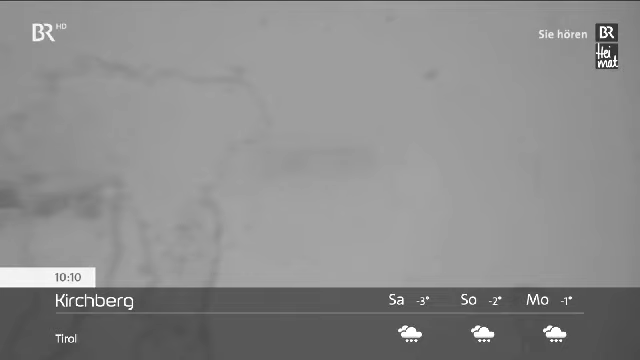 BR HD
Sie hören BR
Hei
mat
10:10
Kirchberg Sa -3° So -2° Mo -1°
Tirol